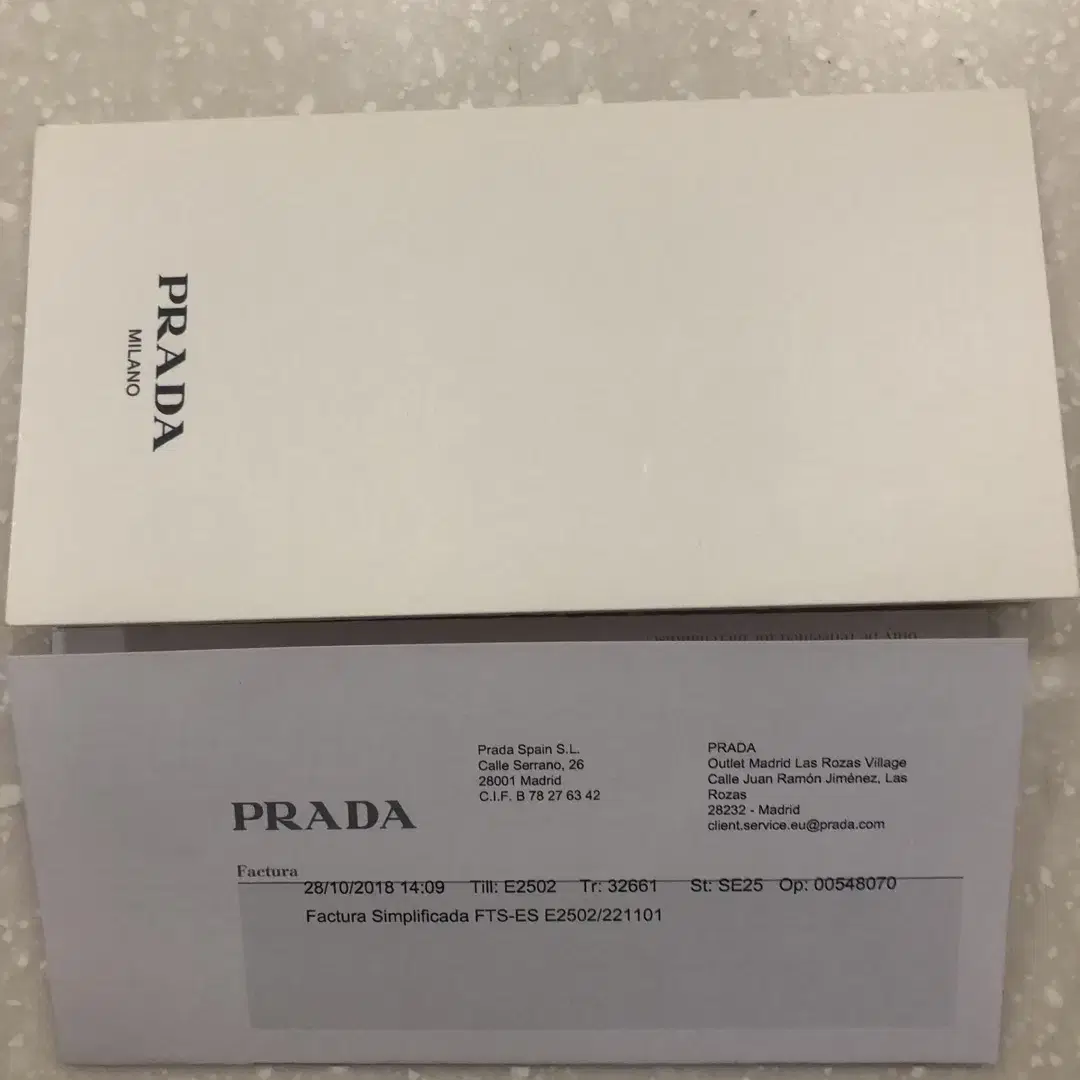 PRADA
MILANO
Prada Spain S.L.
Calle Serrano, 26
28001 Madrid
C.I.F. B 78 27 63 42
PRADA
Outlet Madrid Las Rozas Village
Calle Juan Ramón Jiménez, Las
Rozas
28232 - Madrid
client.service.eu@prada.com
PRADA
Factura
28/10/2018 14:09 Till: E2502 Tr: 32661 St: SE25 Op: 00548070
Factura Simplificada FTS-ES E2502/221101